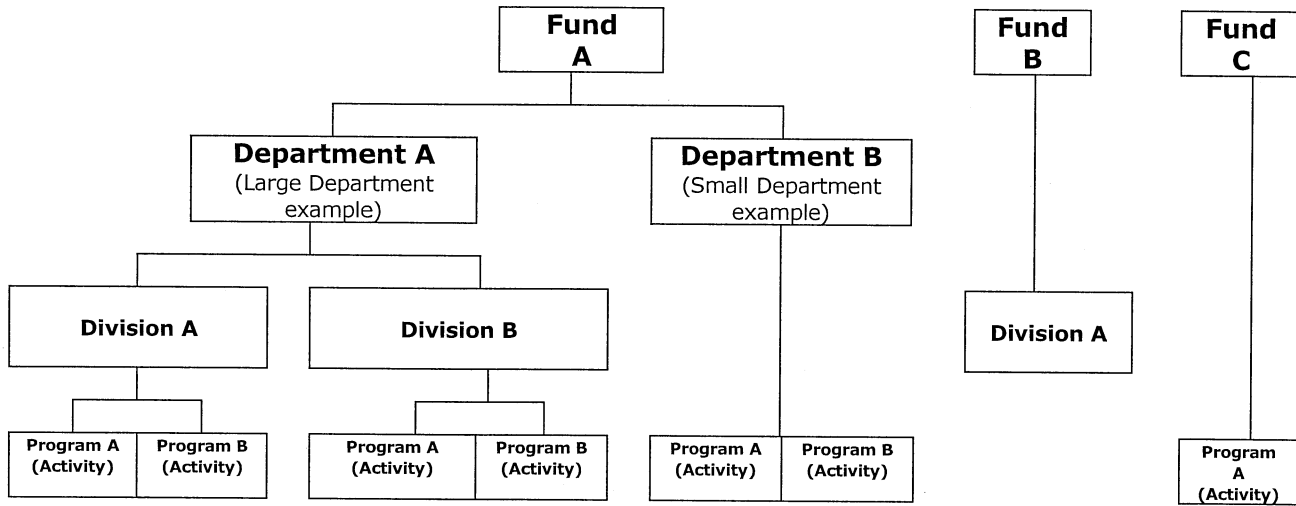 Fund
A
Fund
B
Fund
C
Department A
(Large Department
example)
Department B
(Small Department
example)
Division A
Division B
Division A
Program A
(Activity)
Program B
(Activity)
Program A
(Activity)
Program B
(Activity)
Program A
(Activity)
Program B
(Activity)
Program
A
(Activity)